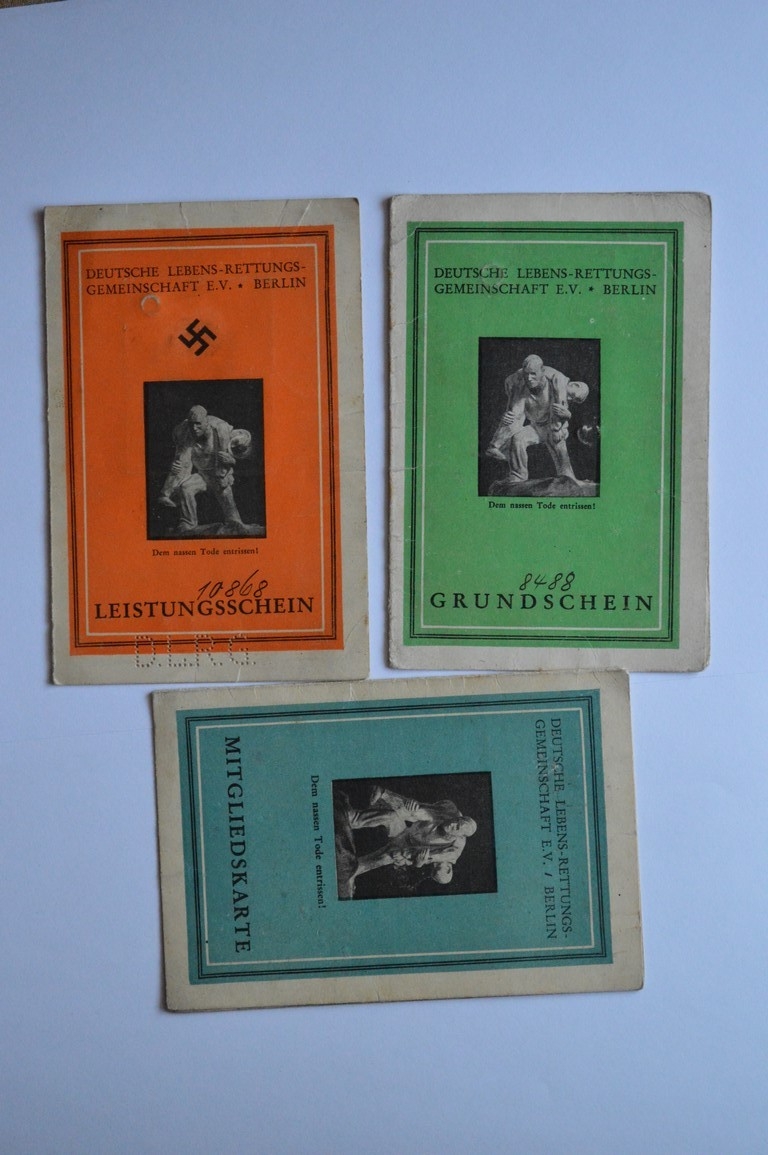 DEUTSCHE LEBENS-RETTUNGS-
GEMEINSCHAFT E.V. • BERLIN
Dem nassen Tode entrissen!
10868
LEISTUNGSSCHEIN
D.L.R.G.
DEUTSCHE LEBENS-RETTUNGS-
GEMEINSCHAFT E.V. • BERLIN
Dem nassen Tode entrissen!
8488
GRUNDSCHEIN
DEUTSCHE LEBENS-RETTUNGS-
GEMEINSCHAFT E.V. / BERLIN
Dem nassen Tode entrissen!
MITGLIEDSKARTE